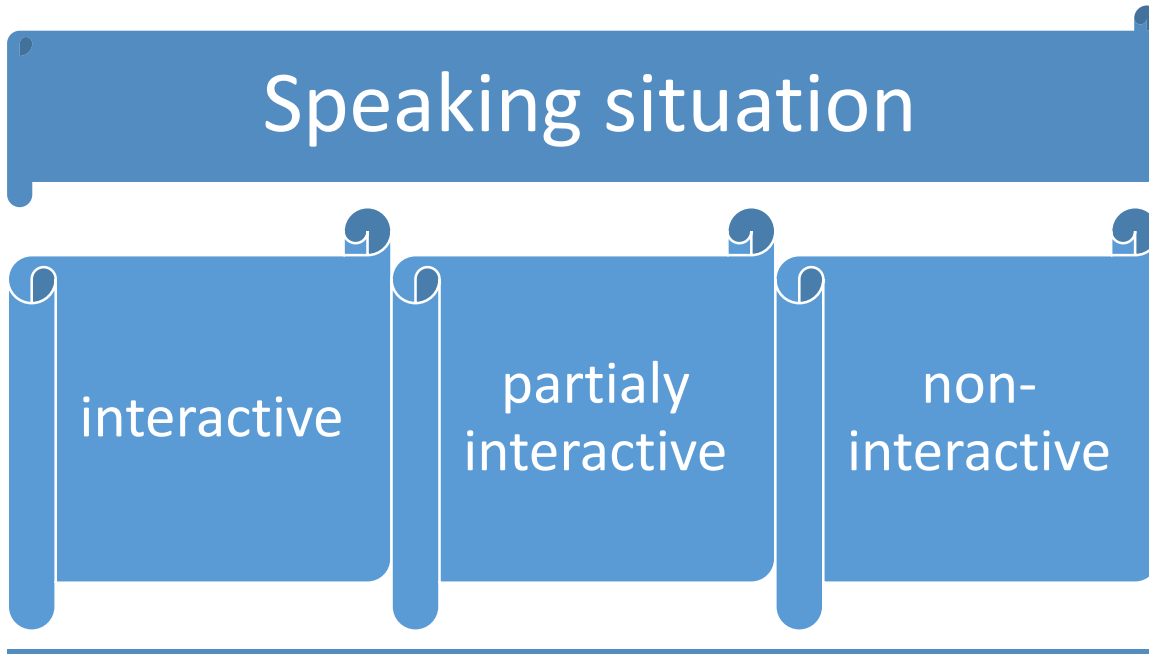 Speaking situation
interactive
partialy
interactive
non-
interactive